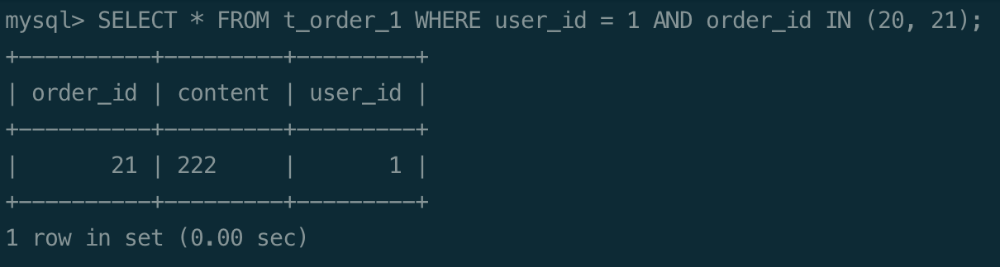 mysql> SELECT * FROM t_order_1 WHERE user_id = 1 AND order_id IN (20, 21);
+----------+---------+---------+
| order_id | content | user_id |
+----------+---------+---------+
|       21 | 222     |       1 |
+----------+---------+---------+
1 row in set (0.00 sec)